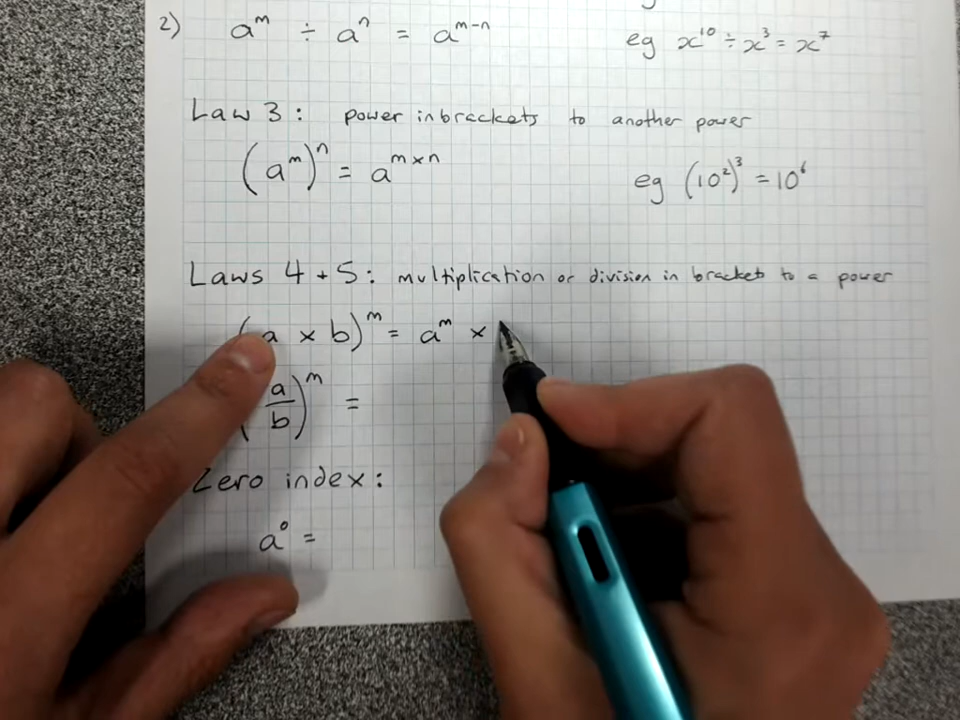 2) a^m ÷ a^n = a^{m-n} eg x^{10} ÷ x^3 = x^7
Law 3: power in brackets to another power
(a^m)^n = a^{m×n} eg (10^2)^3 = 10^6
Laws 4 + 5: multiplication or division in brackets to a power
(a × b)^m = a^m ×
(a/b)^m =
Zero index:
a^0 =